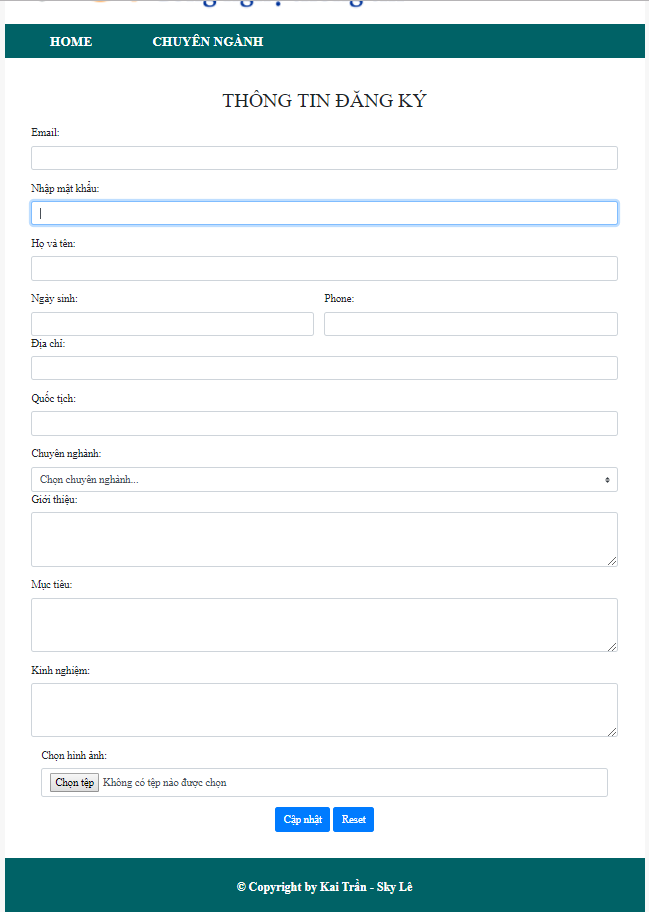 HOME CHUYÊN NGÀNH
THÔNG TIN ĐĂNG KÝ
Email:
Nhập mật khẩu:
Họ và tên:
Ngày sinh: Phone:
Địa chỉ:
Quốc tịch:
Chuyên nghành:
Chọn chuyên nghành...
Giới thiệu:
Mục tiêu:
Kinh nghiệm:
Chọn hình ảnh:
Chọn tệp Không có tệp nào được chọn
Cập nhật Reset
© Copyright by Kai Trần - Sky Lê